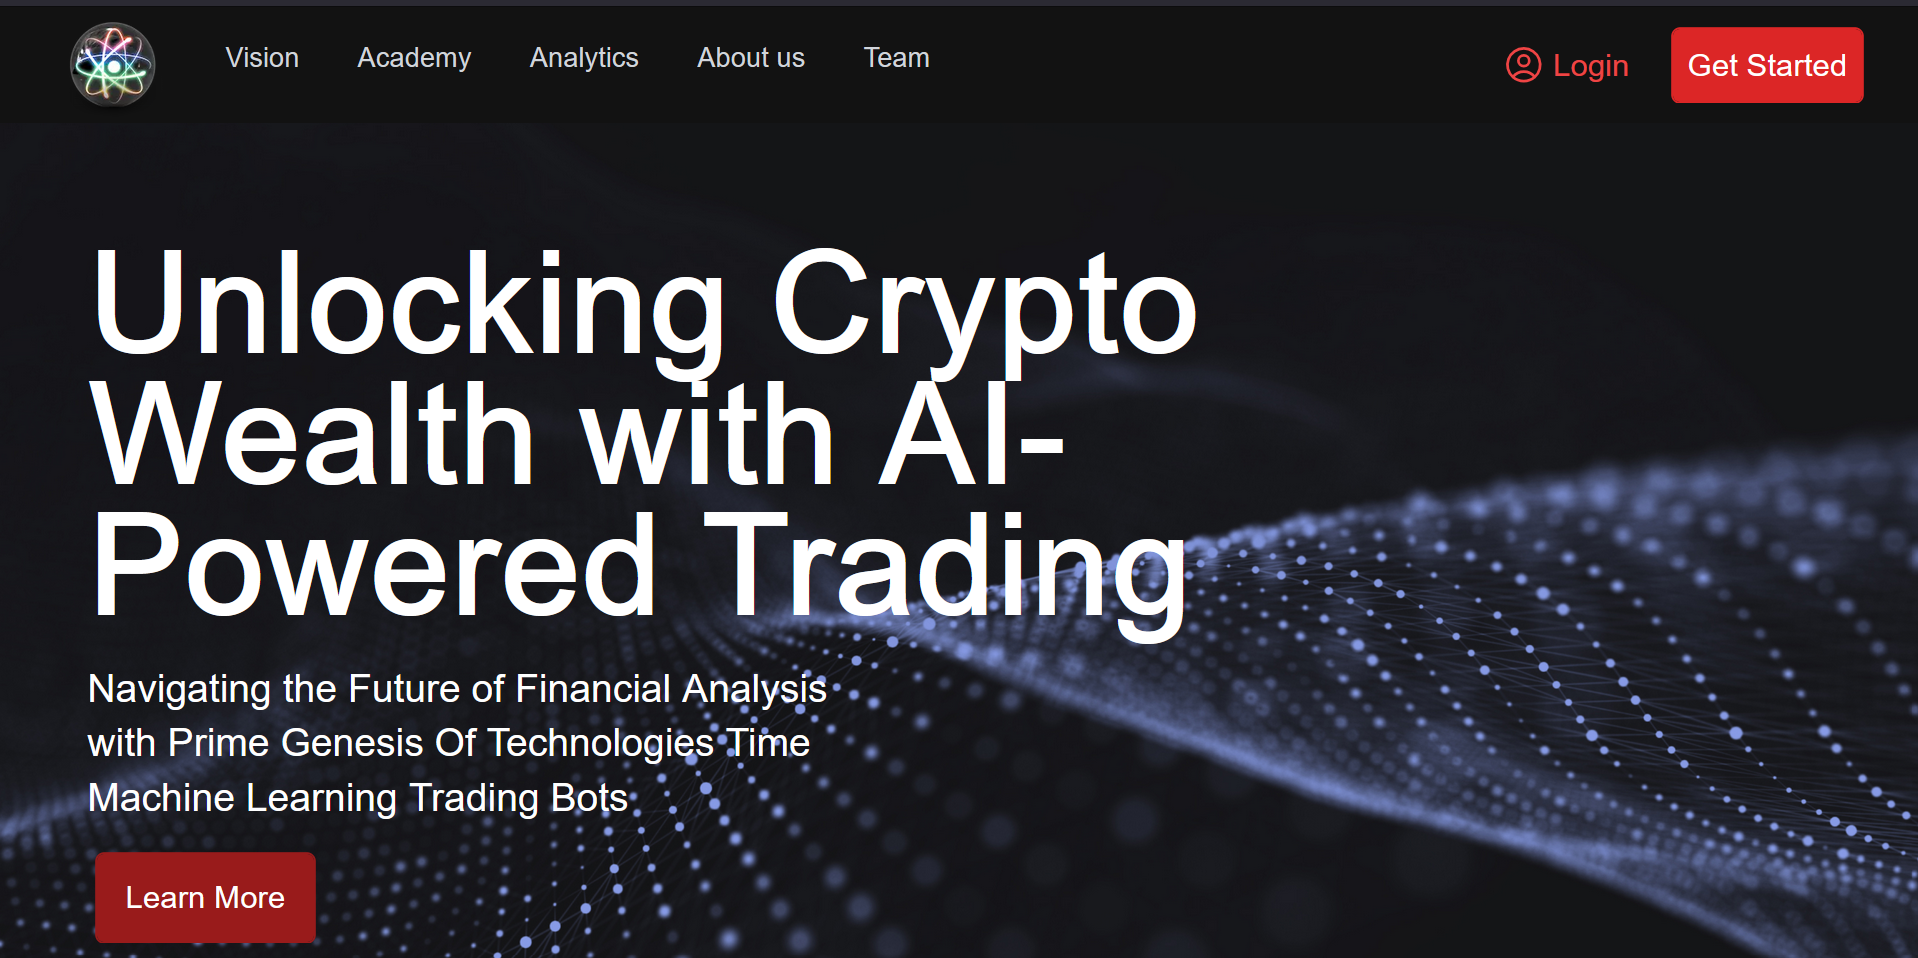 Vision
Academy
Analytics
About us
Team
Login
Get Started
Unlocking Crypto
Wealth with AI-
Powered Trading
Navigating the Future of Financial Analysis
with Prime Genesis Of Technologies Time
Machine Learning Trading Bots
Learn More